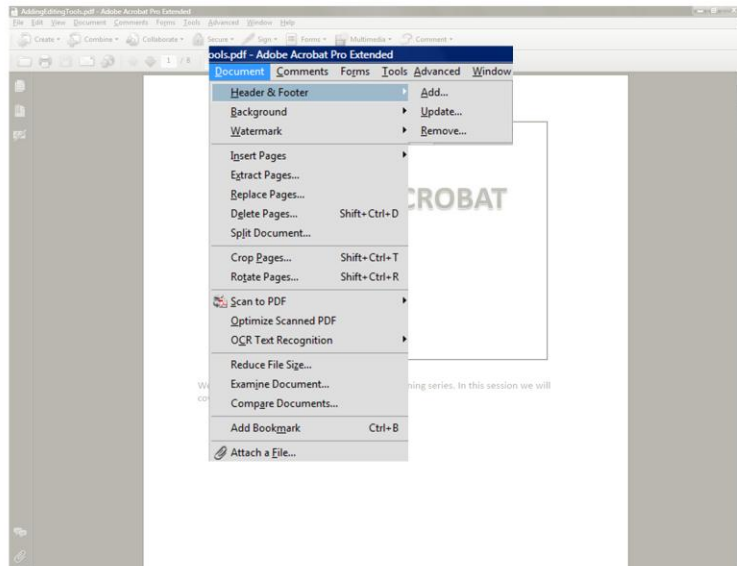 AddingEditingTools.pdf - Adobe Acrobat Pro Extended
File Edit View Document Comments Forms Tools Advanced Window Help
Create Combine Collaborate Secure Sign Forms Multimedia Comment
1 / 8
ools.pdf - Adobe Acrobat Pro Extended
Document Comments Forms Tools Advanced Window
Header & Footer
Add...
Background
Update...
Watermark
Remove...
Insert Pages
Extract Pages...
Replace Pages...
CROBAT
Delete Pages... Shift+Ctrl+D
Split Document...
Crop Pages... Shift+Ctrl+T
Rotate Pages... Shift+Ctrl+R
Scan to PDF
Optimize Scanned PDF
OCR Text Recognition
Reduce File Size...
Examine Document...
We ning series. In this session we will
co
Compare Documents...
Add Bookmark Ctrl+B
Attach a File...